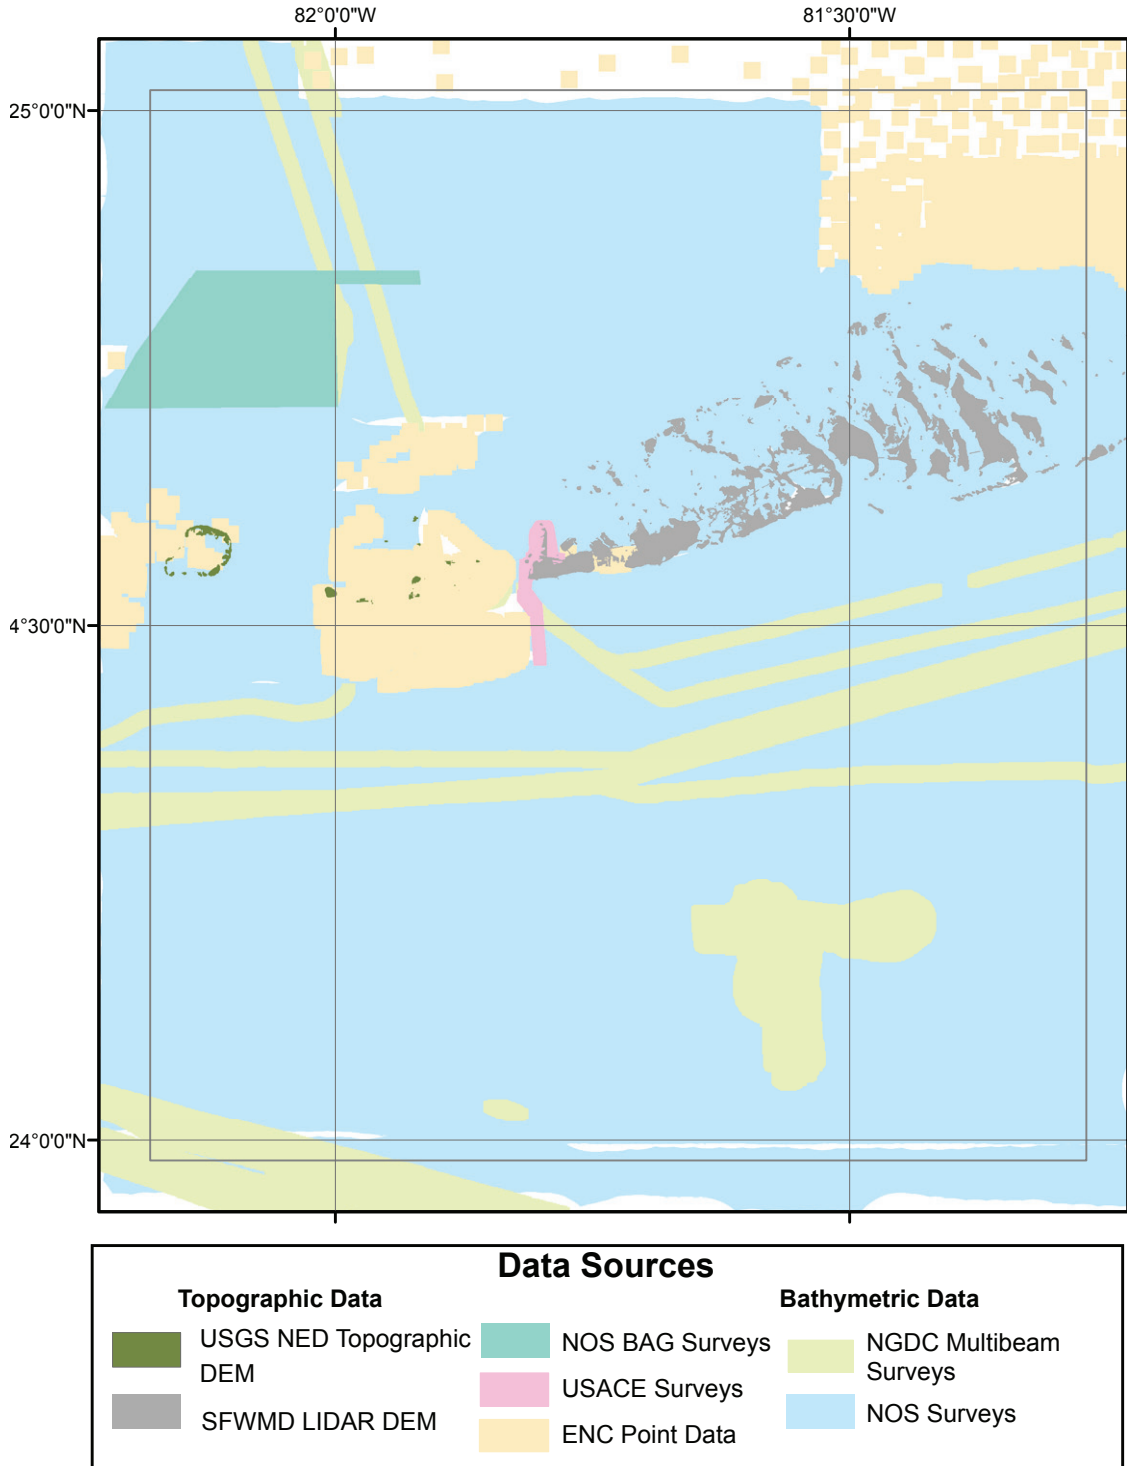 82°0'0"W 81°30'0"W
25°0'0"N
4°30'0"N
24°0'0"N
Data Sources
Topographic Data
USGS NED Topographic
DEM
SFWMD LIDAR DEM
NOS BAG Surveys
USACE Surveys
ENC Point Data
Bathymetric Data
NGDC Multibeam
Surveys
NOS Surveys